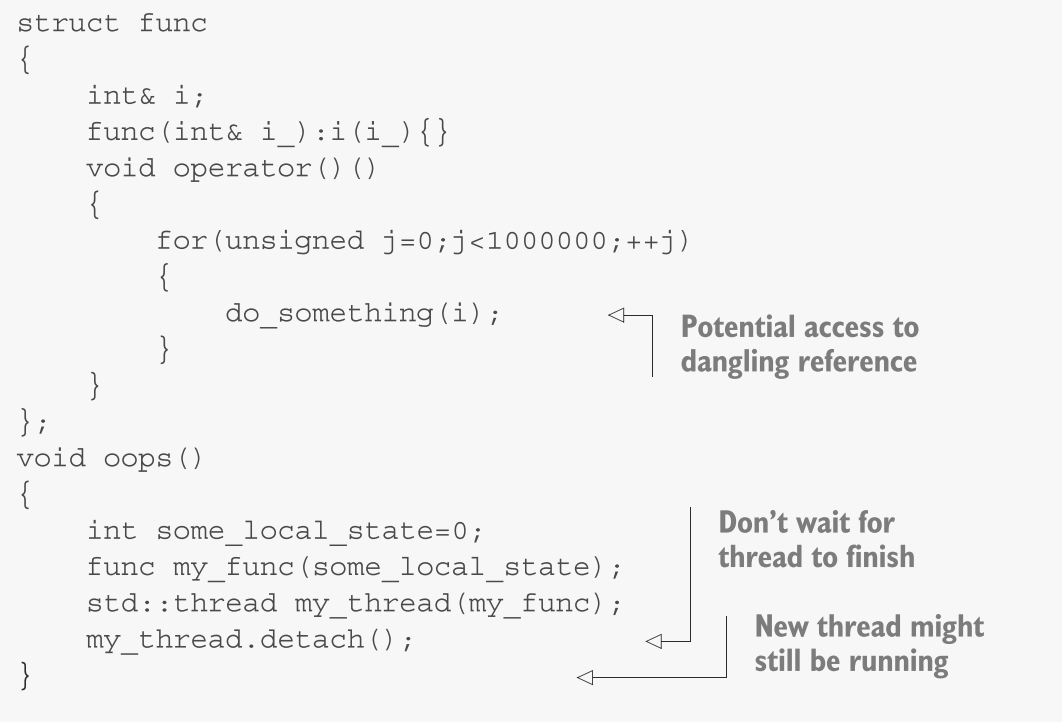 struct func
{
    int& i;
    func(int& i_):i(i_){}
    void operator()()
    {
        for(unsigned j=0;j<1000000;++j)
        {
            do_something(i);
Potential access to
dangling reference
        }
    }
};
void oops()
{
    int some_local_state=0;
    func my_func(some_local_state);
    std::thread my_thread(my_func);
    my_thread.detach();
Don’t wait for
thread to finish
}
New thread might
still be running